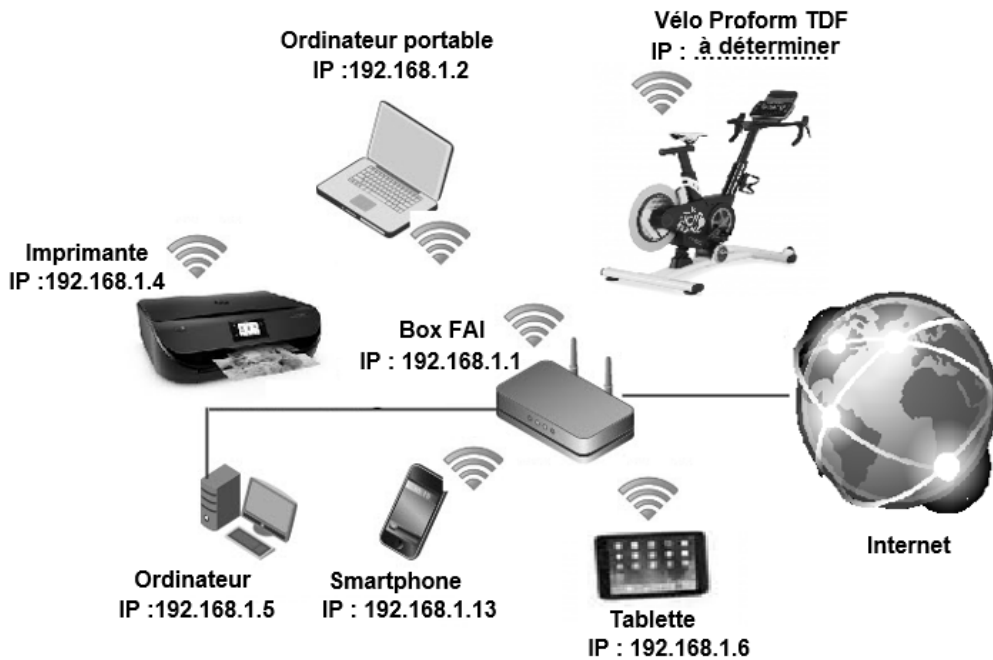 Vélo Proform TDF
IP : à déterminer
Ordinateur portable
IP :192.168.1.2
Imprimante
IP :192.168.1.4
Box FAI
IP : 192.168.1.1
Internet
Ordinateur
IP :192.168.1.5
Smartphone
IP : 192.168.1.13
Tablette
IP : 192.168.1.6